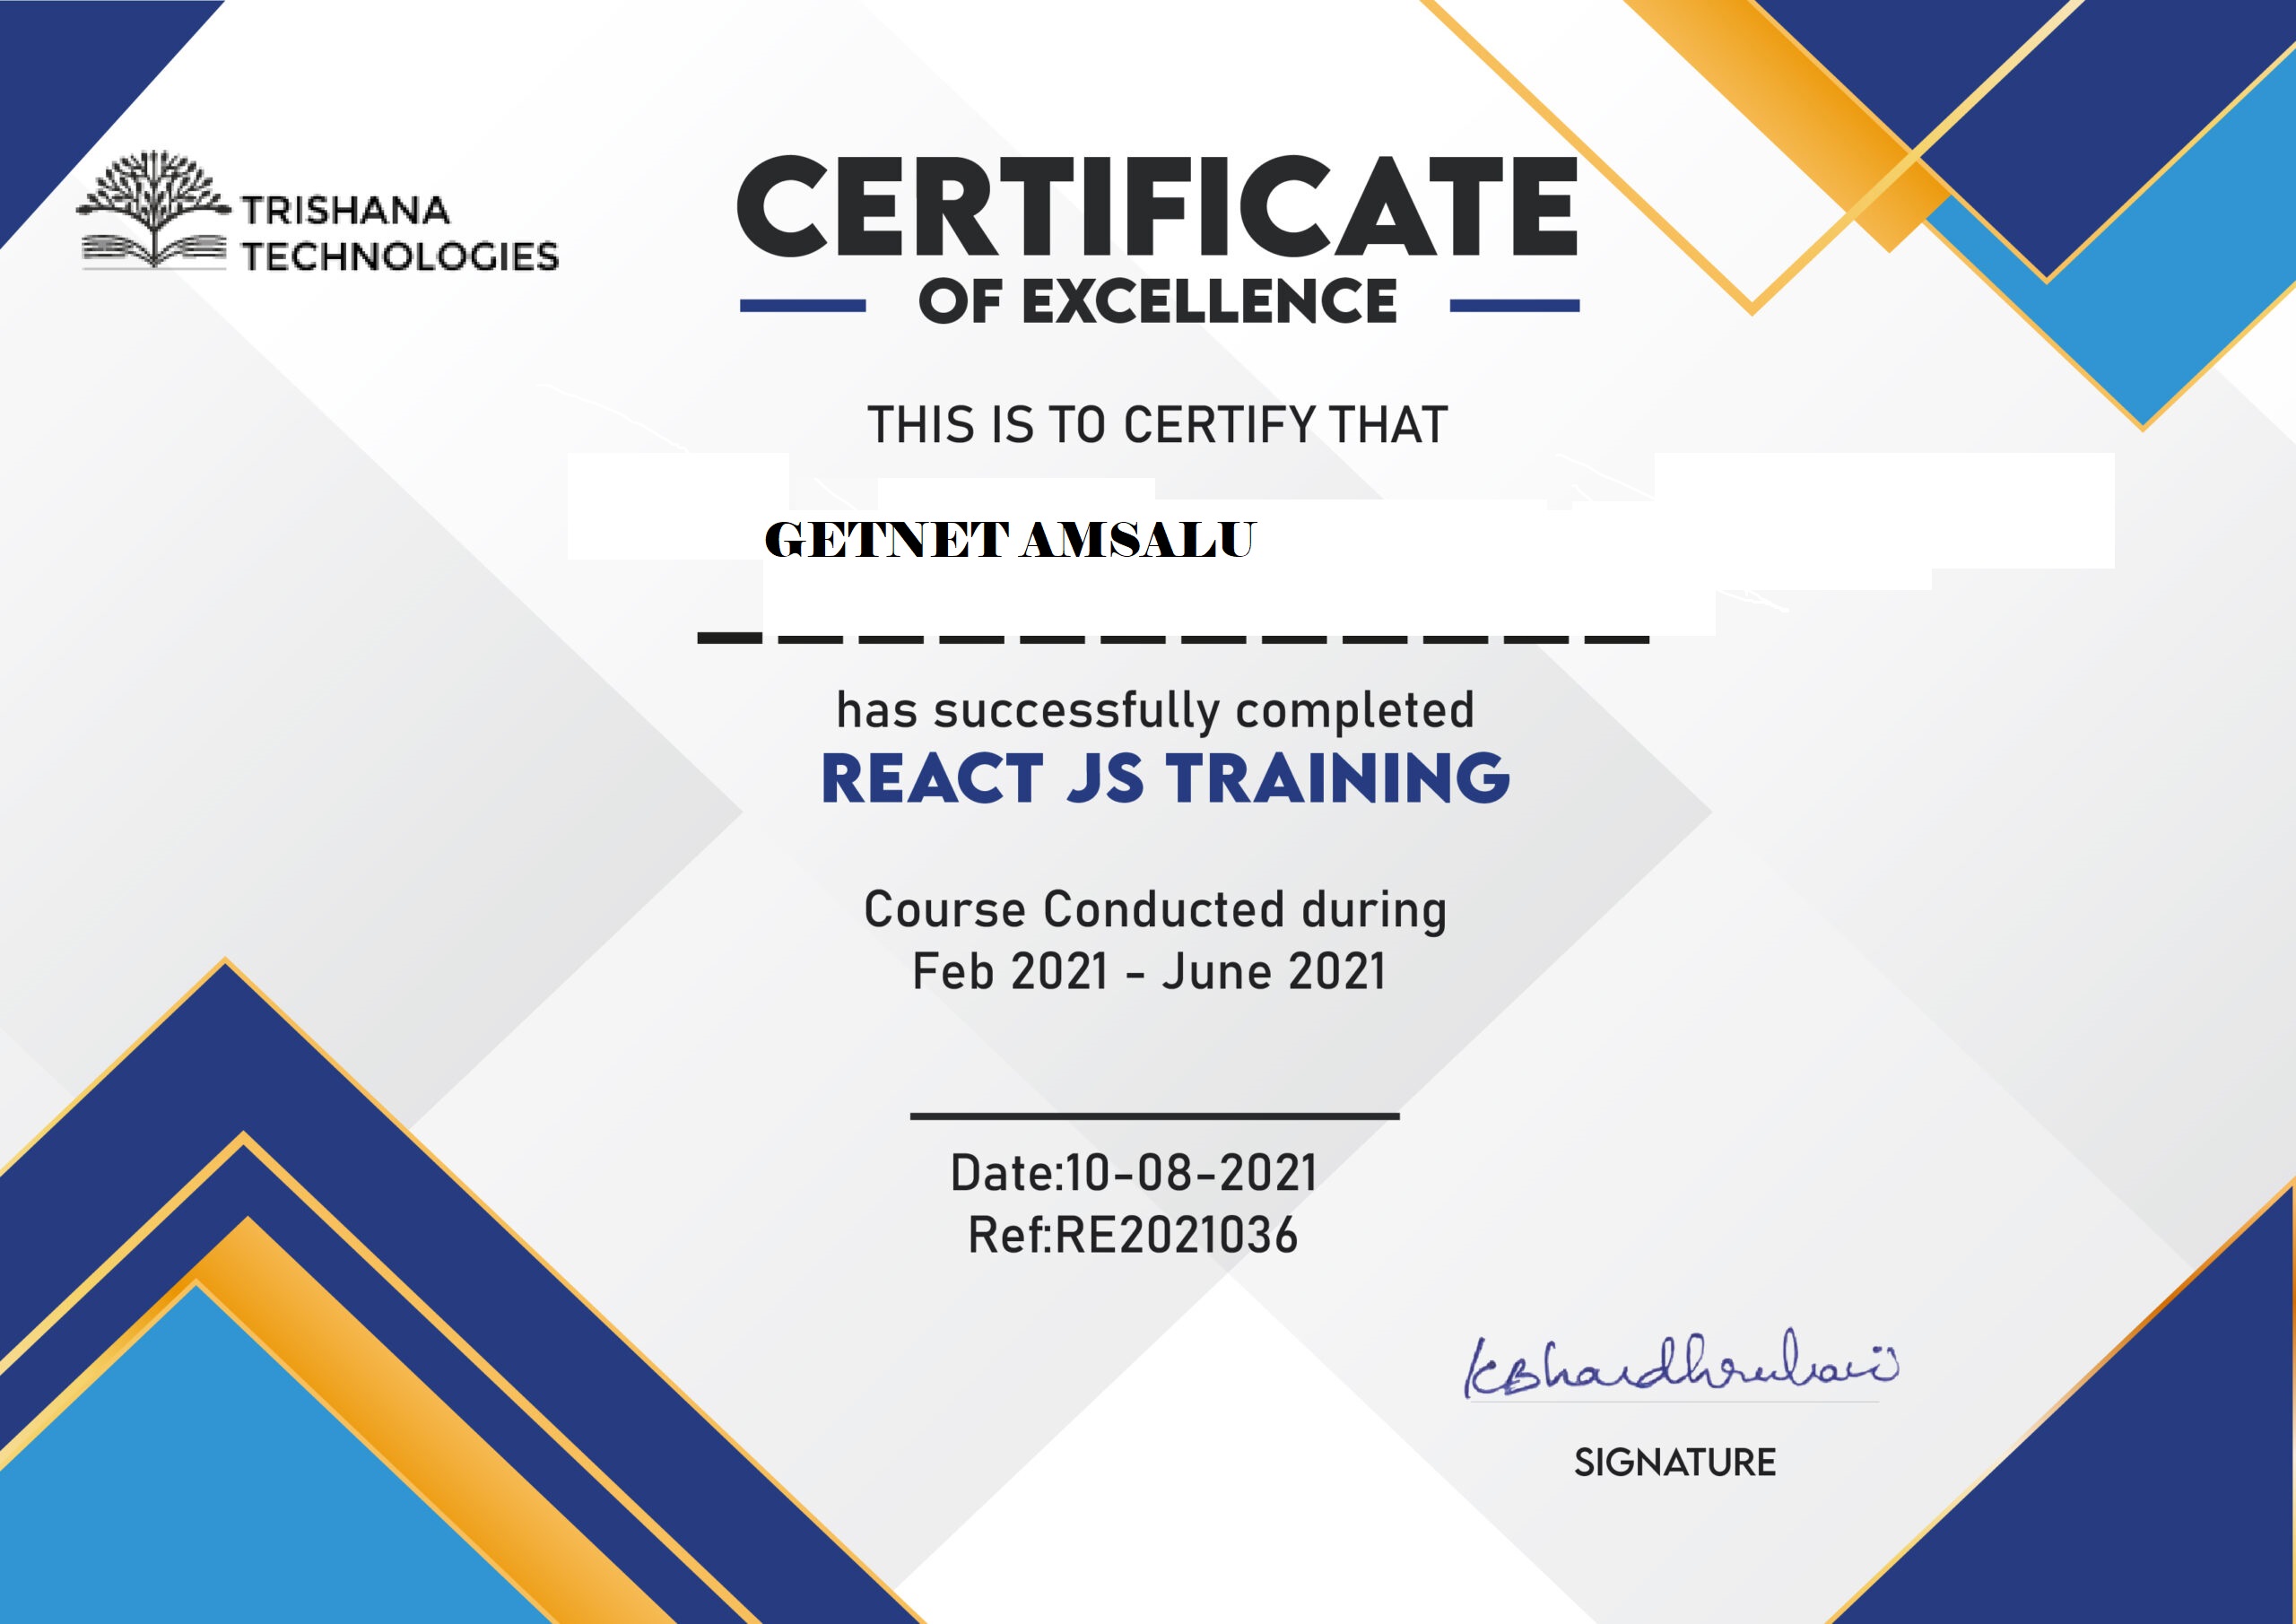 TRISHANA
TECHNOLOGIES
CERTIFICATE
OF EXCELLENCE
THIS IS TO CERTIFY THAT
GETNET AMSALU
has successfully completed
REACT JS TRAINING
Course Conducted during
Feb 2021 - June 2021
Date:10-08-2021
Ref:RE2021036
SIGNATURE